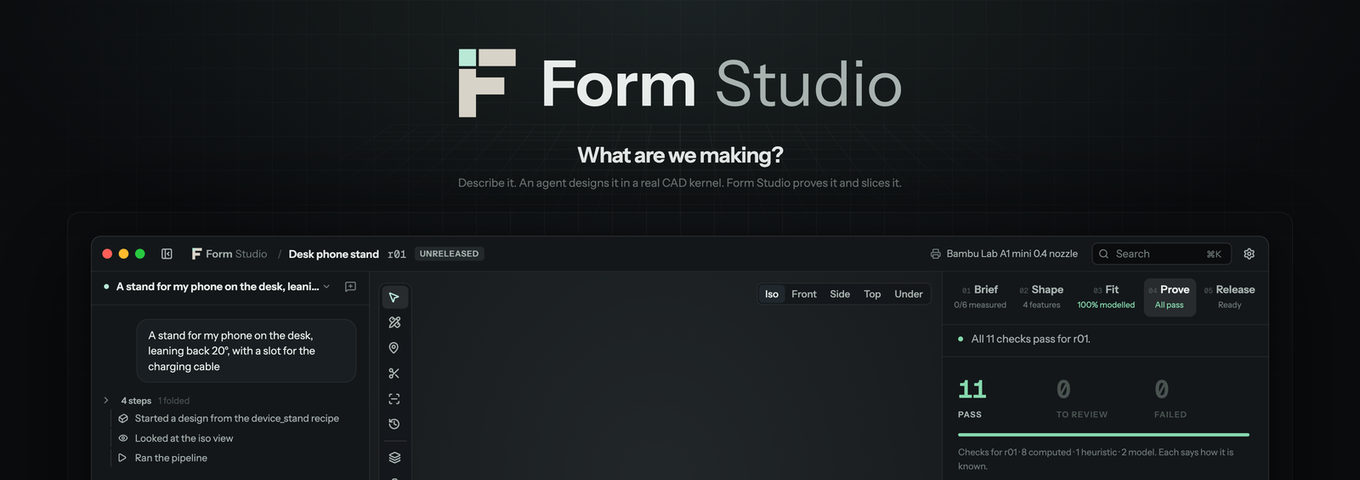 Form Studio
What are we making?
Describe it. An agent designs it in a real CAD kernel. Form Studio proves it and slices it.
Form Studio / Desk phone stand r01 UNRELEASED
Bambu Lab A1 mini 0.4 nozzle
Search ⌘K
A stand for my phone on the desk, leani...
A stand for my phone on the desk,
leaning back 20°, with a slot for the
charging cable
4 steps 1 folded
Started a design from the device_stand recipe
Looked at the iso view
Ran the pipeline
Iso Front Side Top Under
01 Brief 02 Shape 03 Fit 04 Prove 05 Release
0/6 measured 4 features 100% modelled All pass Ready
All 11 checks pass for r01.
11 0 0
PASS TO REVIEW FAILED
Checks for r01 · 8 computed · 1 heuristic · 2 model. Each says how it is
known.